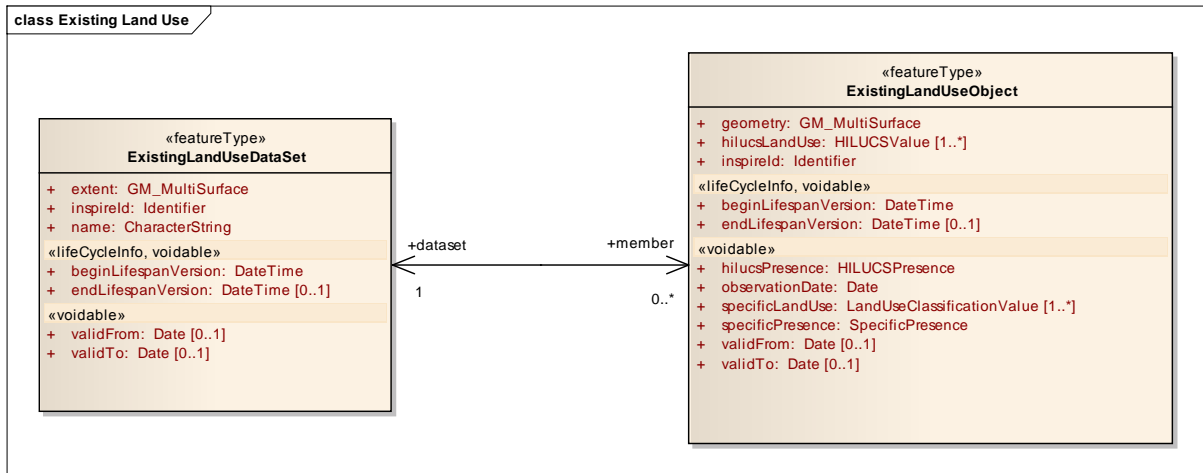 class Existing Land Use
«featureType»
ExistingLandUseDataSet
+ extent: GM_MultiSurface
+ inspireId: Identifier
+ name: CharacterString
«lifeCycleInfo, voidable»
+ beginLifespanVersion: DateTime
+ endLifespanVersion: DateTime [0..1]
«voidable»
+ validFrom: Date [0..1]
+ validTo: Date [0..1]
+dataset
1
+member
0..*
«featureType»
ExistingLandUseObject
+ geometry: GM_MultiSurface
+ hilucsLandUse: HILUCSValue [1..*]
+ inspireId: Identifier
«lifeCycleInfo, voidable»
+ beginLifespanVersion: DateTime
+ endLifespanVersion: DateTime [0..1]
«voidable»
+ hilucsPresence: HILUCSPresence
+ observationDate: Date
+ specificLandUse: LandUseClassificationValue [1..*]
+ specificPresence: SpecificPresence
+ validFrom: Date [0..1]
+ validTo: Date [0..1]